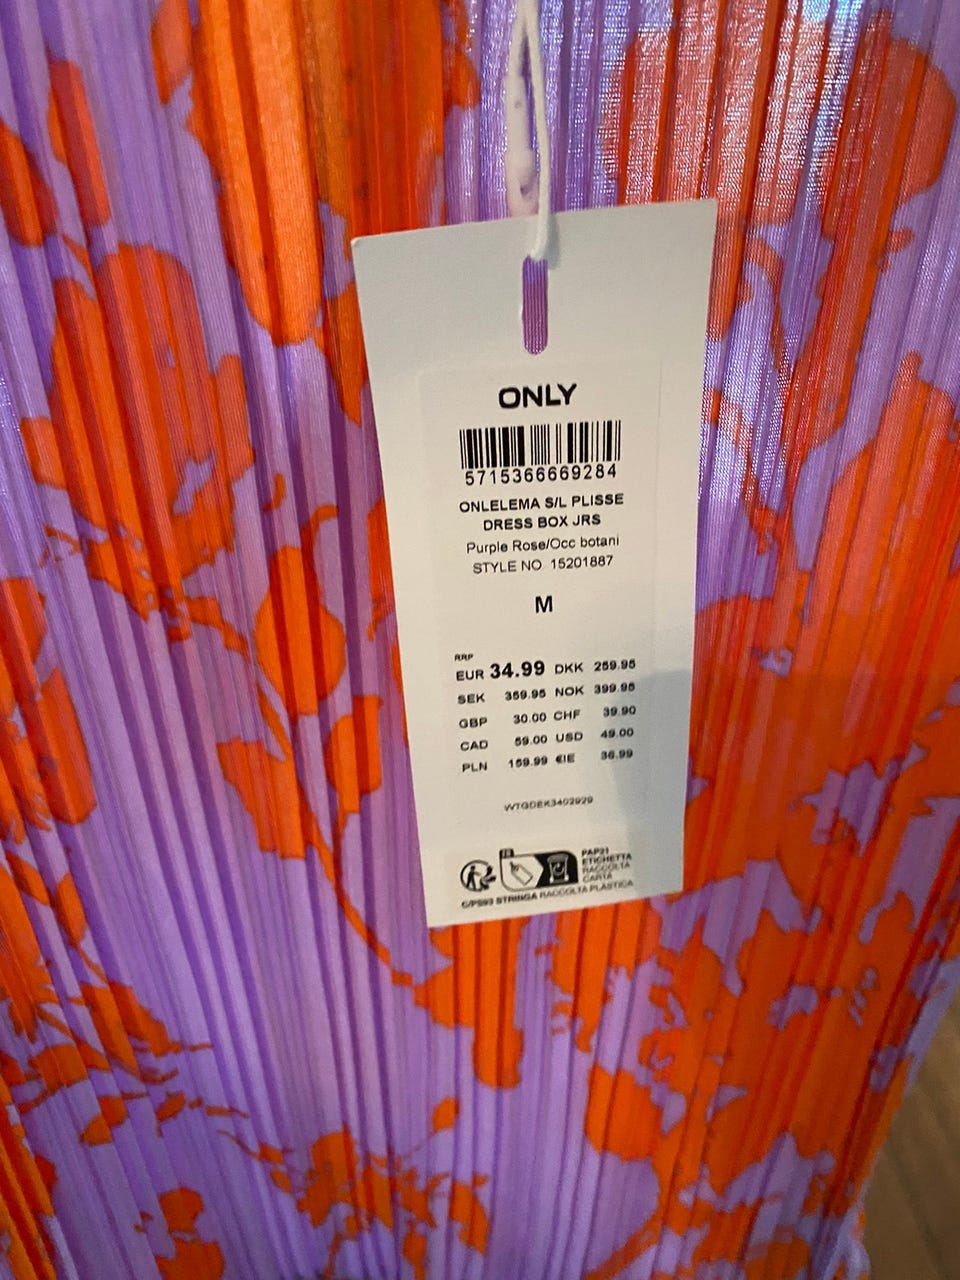 ONLY
5715366669284
ONLELEMA S/L PLISSE
DRESS BOX JRS
Purple Rose/Occ botani
STYLE NO 15201887
M
RRP
EUR 34.99 DKK 259.95
SEK 359.95 NOK 399.95
GBP 30.00 CHF 39.90
CAD 59.00 USD 49.00
PLN 159.99 €IE 36.99
FR
PAP21
ETICHETTA
RACCOLTA
CARTA
C/PS93 STRINGA RACCOLTA PLASTICA